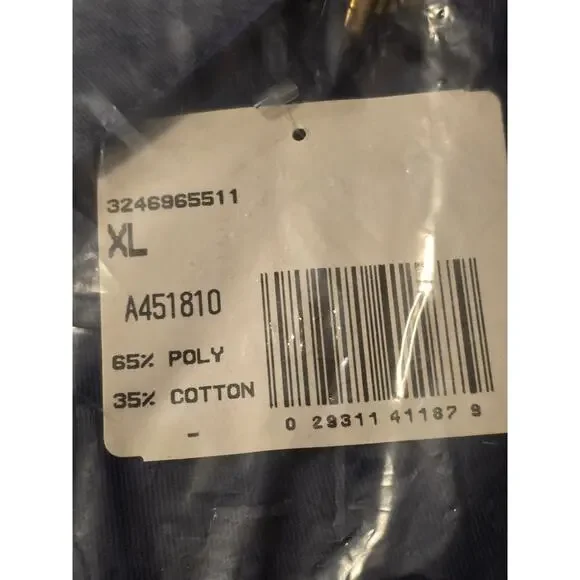 3246965511
XL
A451810
65% POLY
35% COTTON
-
0 29311 41187 9